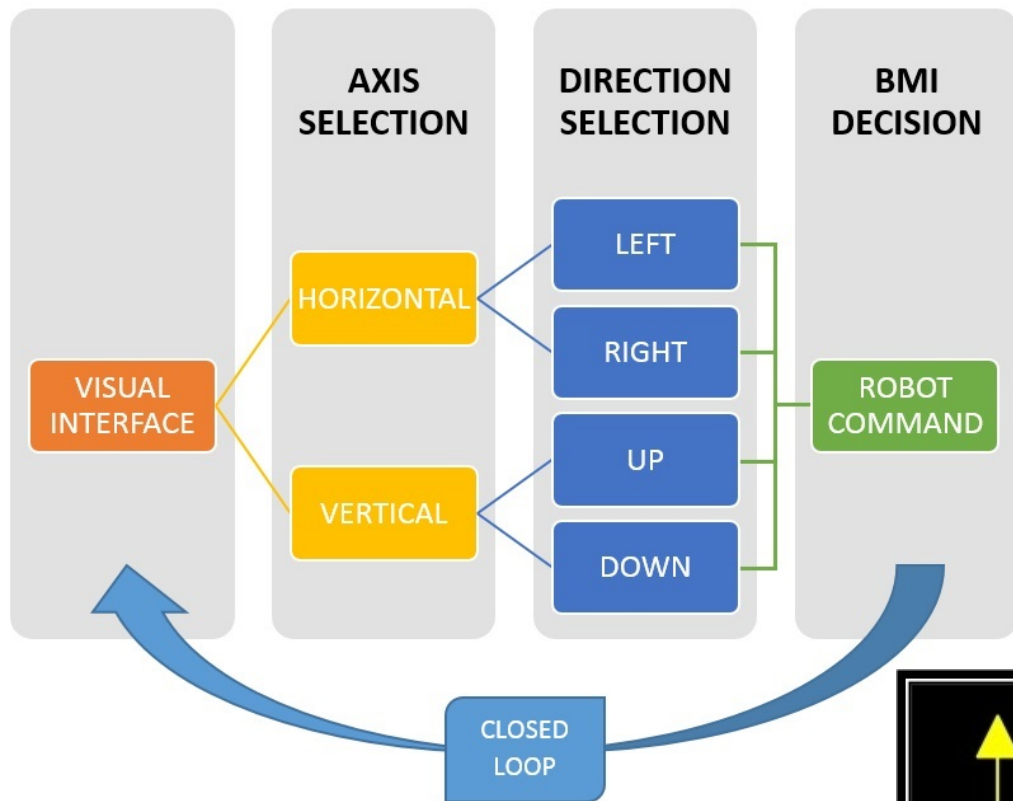 AXIS
SELECTION
DIRECTION
SELECTION
BMI
DECISION
VISUAL
INTERFACE
HORIZONTAL
VERTICAL
LEFT
RIGHT
UP
DOWN
ROBOT
COMMAND
CLOSED
LOOP